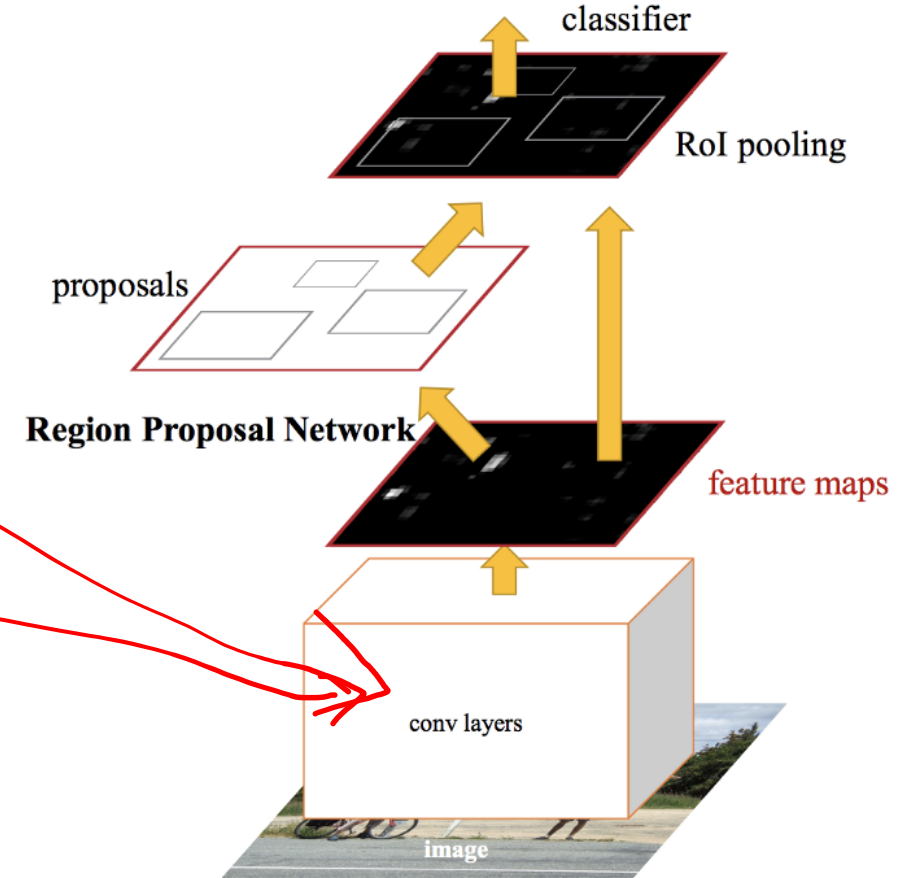 classifier
RoI pooling
proposals
Region Proposal Network
feature maps
conv layers
image